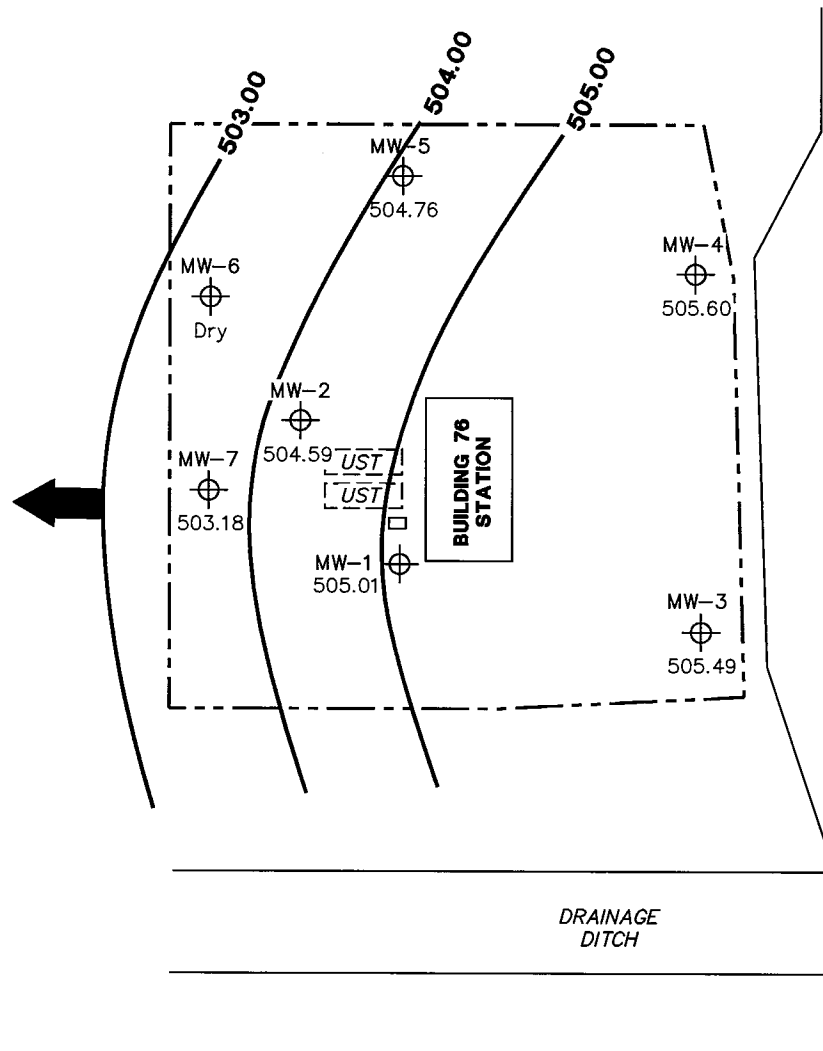 503.00
504.00
505.00
MW-5
504.76
MW-4
505.60
MW-6
Dry
MW-2
504.59
UST
UST
MW-7
503.18
BUILDING 76
STATION
MW-1
505.01
MW-3
505.49
DRAINAGE
DITCH